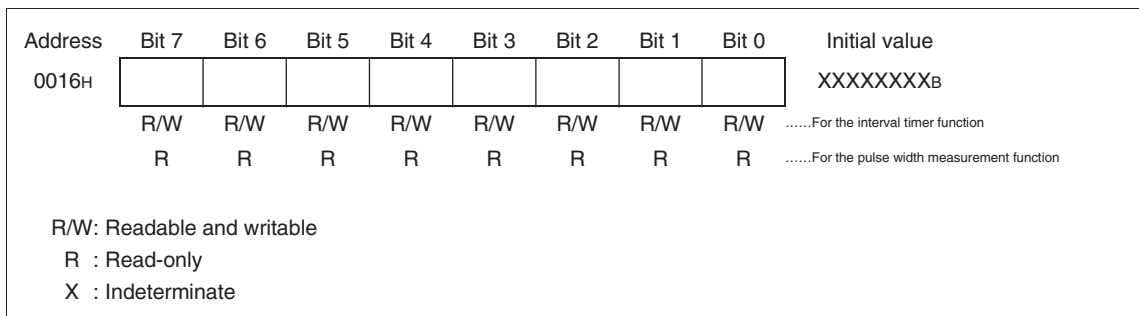 Address Bit 7 Bit 6 Bit 5 Bit 4 Bit 3 Bit 2 Bit 1 Bit 0 Initial value
0016H XXXXXXXXB
R/W R/W R/W R/W R/W R/W R/W R/W ......For the interval timer function
R R R R R R R R ......For the pulse width measurement function
R/W: Readable and writable
R : Read-only
X : Indeterminate